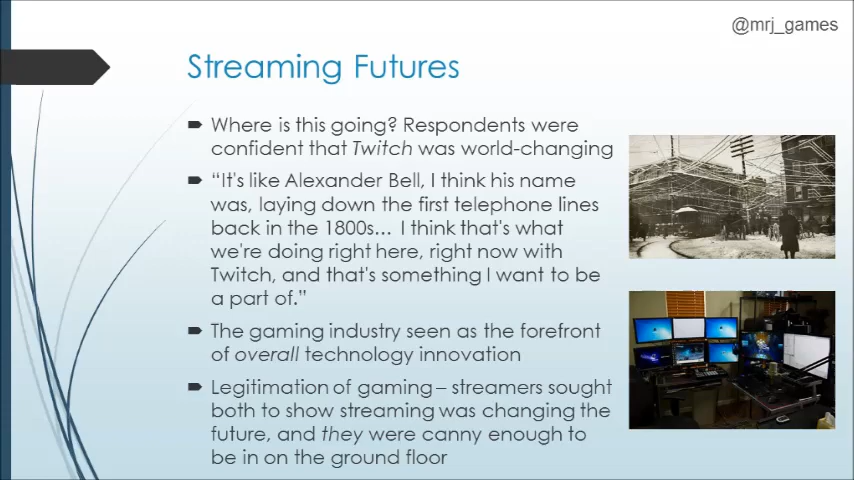 @mrj_games
Streaming Futures
Where is this going? Respondents were
confident that Twitch was world-changing
“It's like Alexander Bell, I think his name
was, laying down the first telephone lines
back in the 1800s… I think that's what
we're doing right here, right now with
Twitch, and that's something I want to be
a part of.”
The gaming industry seen as the forefront
of overall technology innovation
Legitimation of gaming – streamers sought
both to show streaming was changing the
future, and they were canny enough to
be in on the ground floor